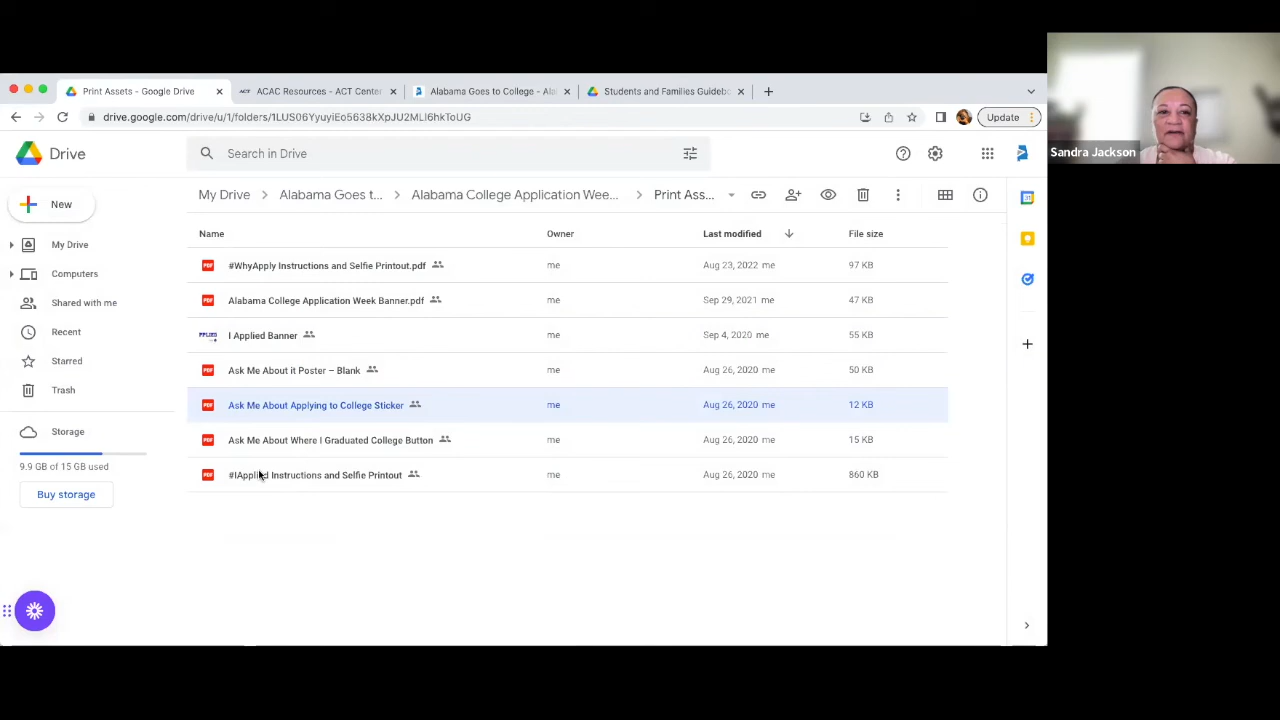 Print Assets - Google Drive
ACAC Resources - ACT Center
Alabama Goes to College - Ala
Students and Families Guideb
drive.google.com/drive/u/1/folders/
Update
Drive
Search in Drive
Sandra Jackson
New
My Drive
Alabama Goes t...
Alabama College Application Wee...
Print Ass...
Name
Owner
Last modified
File size
My Drive
Computers
Shared with me
Recent
Starred
Trash
Storage
9.9 GB of 15 GB used
Buy storage
#WhyApply Instructions and Selfie Printout.pdf me Aug 23, 2022 me 97 KB
Alabama College Application Week Banner.pdf me Sep 29, 2021 me 47 KB
I Applied Banner me Sep 4, 2020 me 55 KB
Ask Me About it Poster – Blank me Aug 26, 2020 me 50 KB
Ask Me About Applying to College Sticker me Aug 26, 2020 me 12 KB
Ask Me About Where I Graduated College Button me Aug 26, 2020 me 15 KB
#IApplied Instructions and Selfie Printout me Aug 26, 2020 me 860 KB